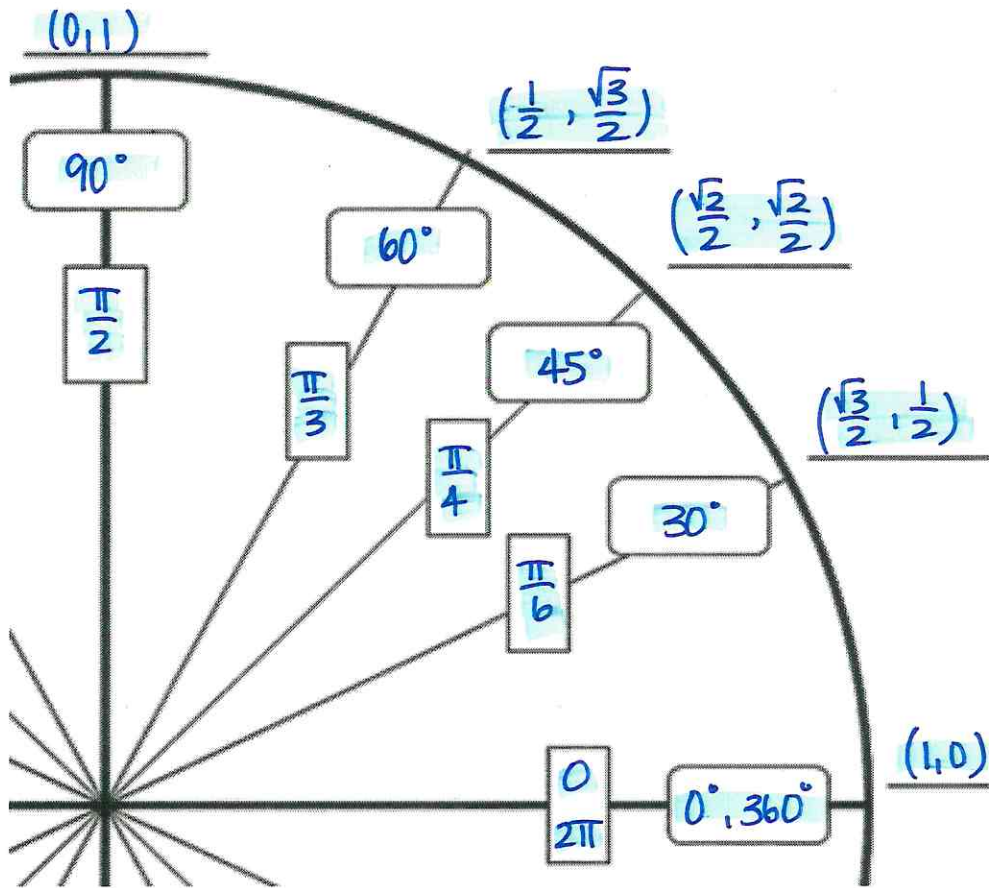 (0,1)
(1/2, √3/2)
90°
60°
(√2/2, √2/2)
π/2
45°
π/3
(√3/2, 1/2)
π/4
30°
π/6
(1,0)
0
2π
0°, 360°